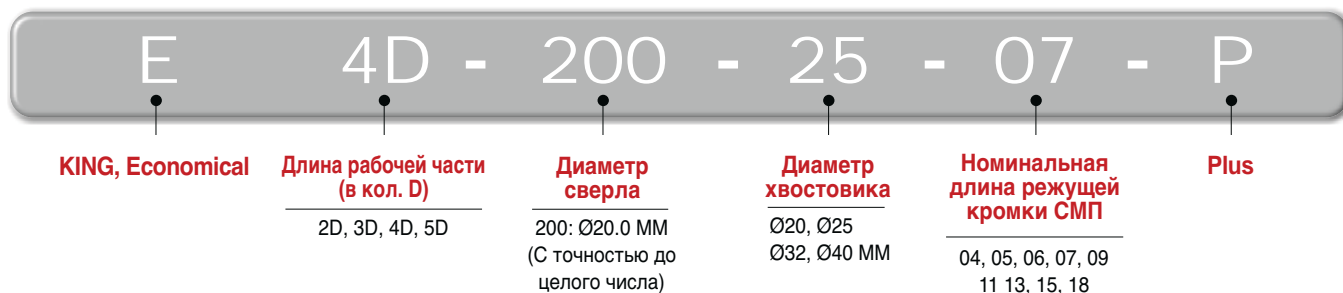 E 4D - 200 - 25 - 07 - P
KING, Economical
Длина рабочей части
(в кол. D)
2D, 3D, 4D, 5D
Диаметр
сверла
200: Ø20.0 ММ
(С точностью до
целого числа)
Диаметр
хвостовика
Ø20, Ø25
Ø32, Ø40 ММ
Номинальная
длина режущей
кромки СМП
04, 05, 06, 07, 09
11 13, 15, 18
Plus